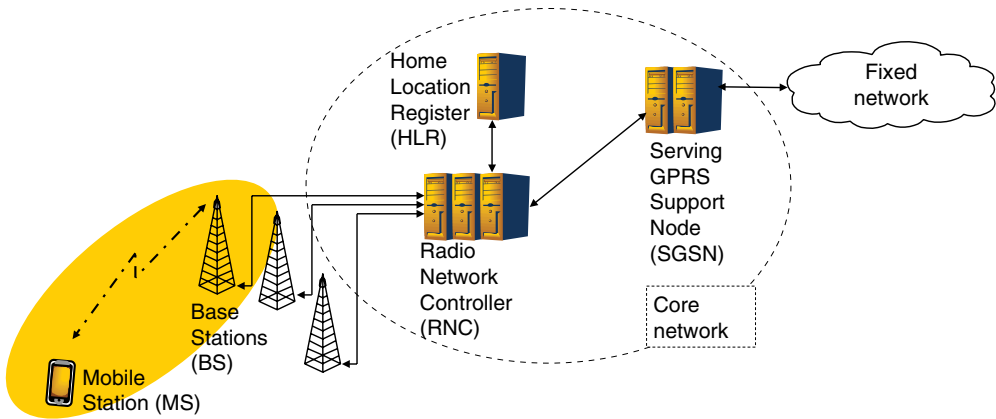 Home
Location
Register
(HLR)
Fixed
network
Serving
GPRS
Support
Node
(SGSN)
Radio
Network
Controller
(RNC)
Core
network
Base
Stations
(BS)
Mobile
Station (MS)